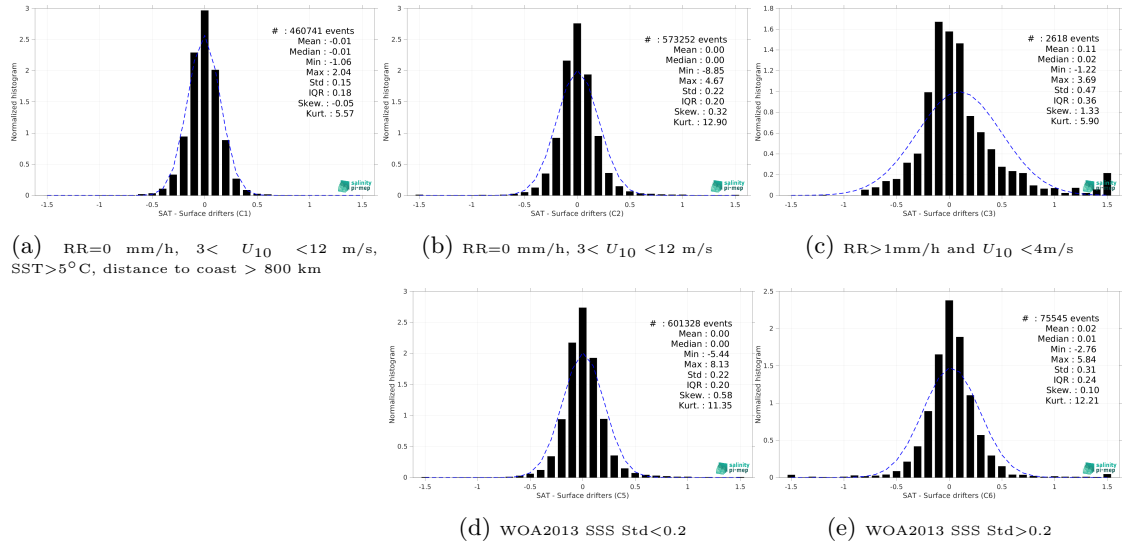 3
2.5
2
1.5
1
0.5
0
Normalized histogram
# : 460741 events
Mean : -0.01
Median : -0.01
Min : -1.06
Max : 2.04
Std : 0.15
IQR : 0.18
Skew. : -0.05
Kurt. : 5.57
salinity
pi-mep
-1.5 -1 -0.5 0 0.5 1 1.5
SAT - Surface drifters (C1)
(a) RR=0 mm/h, 3< U10 <12 m/s,
SST>5°C, distance to coast > 800 km
3
2.5
2
1.5
1
0.5
0
Normalized histogram
# : 573252 events
Mean : 0.00
Median : 0.00
Min : -8.85
Max : 4.67
Std : 0.22
IQR : 0.20
Skew. : 0.32
Kurt. : 12.90
salinity
pi-mep
-1.5 -1 -0.5 0 0.5 1 1.5
SAT - Surface drifters (C2)
(b) RR=0 mm/h, 3< U10 <12 m/s
1.8
1.6
1.4
1.2
1
0.8
0.6
0.4
0.2
0
Normalized histogram
# : 2618 events
Mean : 0.11
Median : 0.02
Min : -1.22
Max : 3.69
Std : 0.47
IQR : 0.36
Skew. : 1.33
Kurt. : 5.90
salinity
pi-mep
-1.5 -1 -0.5 0 0.5 1 1.5
SAT - Surface drifters (C3)
(c) RR>1mm/h and U10 <4m/s
3
2.5
2
1.5
1
0.5
0
Normalized histogram
# : 601328 events
Mean : 0.00
Median : 0.00
Min : -5.44
Max : 8.13
Std : 0.22
IQR : 0.20
Skew. : 0.58
Kurt. : 11.35
salinity
pi-mep
-1.5 -1 -0.5 0 0.5 1 1.5
SAT - Surface drifters (C5)
(d) WOA2013 SSS Std<0.2
2.5
2
1.5
1
0.5
0
Normalized histogram
# : 75545 events
Mean : 0.02
Median : 0.01
Min : -2.76
Max : 5.84
Std : 0.31
IQR : 0.24
Skew. : 0.10
Kurt. : 12.21
salinity
pi-mep
-1.5 -1 -0.5 0 0.5 1 1.5
SAT - Surface drifters (C6)
(e) WOA2013 SSS Std>0.2